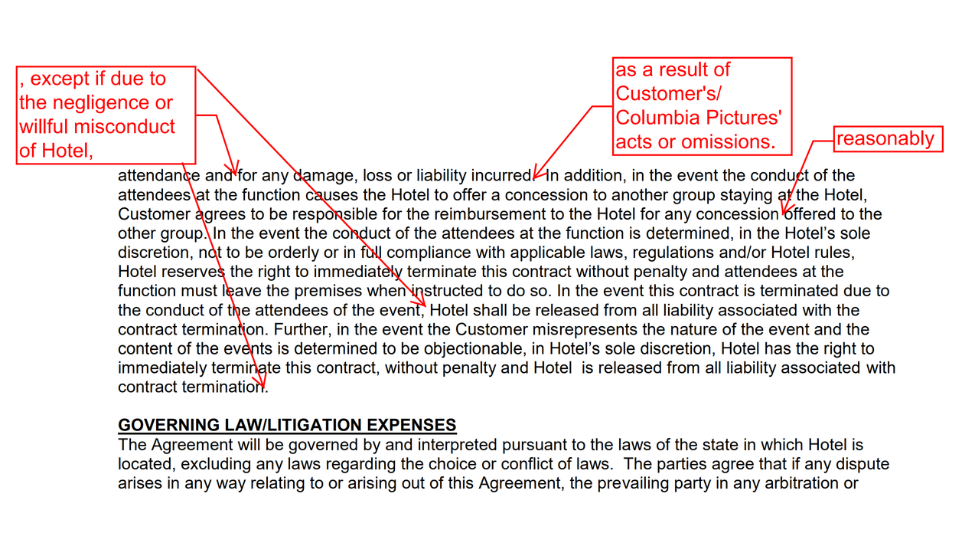 , except if due to
the negligence or
willful misconduct
of Hotel,
as a result of
Customer's/
Columbia Pictures'
acts or omissions.
reasonably
attendance and for any damage, loss or liability incurred. In addition, in the event the conduct of the
attendees at the function causes the Hotel to offer a concession to another group staying at the Hotel,
Customer agrees to be responsible for the reimbursement to the Hotel for any concession offered to the
other group. In the event the conduct of the attendees at the function is determined, in the Hotel's sole
discretion, not to be orderly or in full compliance with applicable laws, regulations and/or Hotel rules,
Hotel reserves the right to immediately terminate this contract without penalty and attendees at the
function must leave the premises when instructed to do so. In the event this contract is terminated due to
the conduct of the attendees of the event, Hotel shall be released from all liability associated with the
contract termination. Further, in the event the Customer misrepresents the nature of the event and the
content of the events is determined to be objectionable, in Hotel's sole discretion, Hotel has the right to
immediately terminate this contract, without penalty and Hotel is released from all liability associated with
contract termination.
GOVERNING LAW/LITIGATION EXPENSES
The Agreement will be governed by and interpreted pursuant to the laws of the state in which Hotel is
located, excluding any laws regarding the choice or conflict of laws. The parties agree that if any dispute
arises in any way relating to or arising out of this Agreement, the prevailing party in any arbitration or